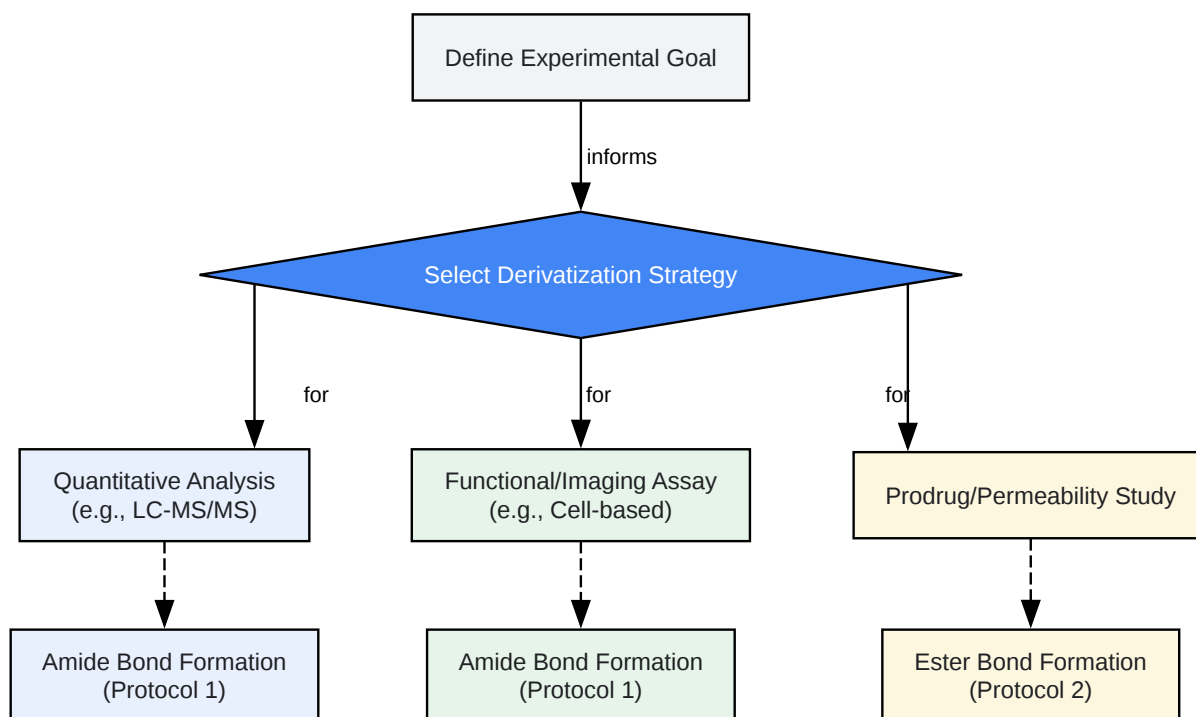 Define Experimental Goal
informs
Select Derivatization Strategy
for
for
for
Quantitative Analysis
(e.g., LC-MS/MS)
Functional/Imaging Assay
(e.g., Cell-based)
Prodrug/Permeability Study
Amide Bond Formation
(Protocol 1)
Amide Bond Formation
(Protocol 1)
Ester Bond Formation
(Protocol 2)